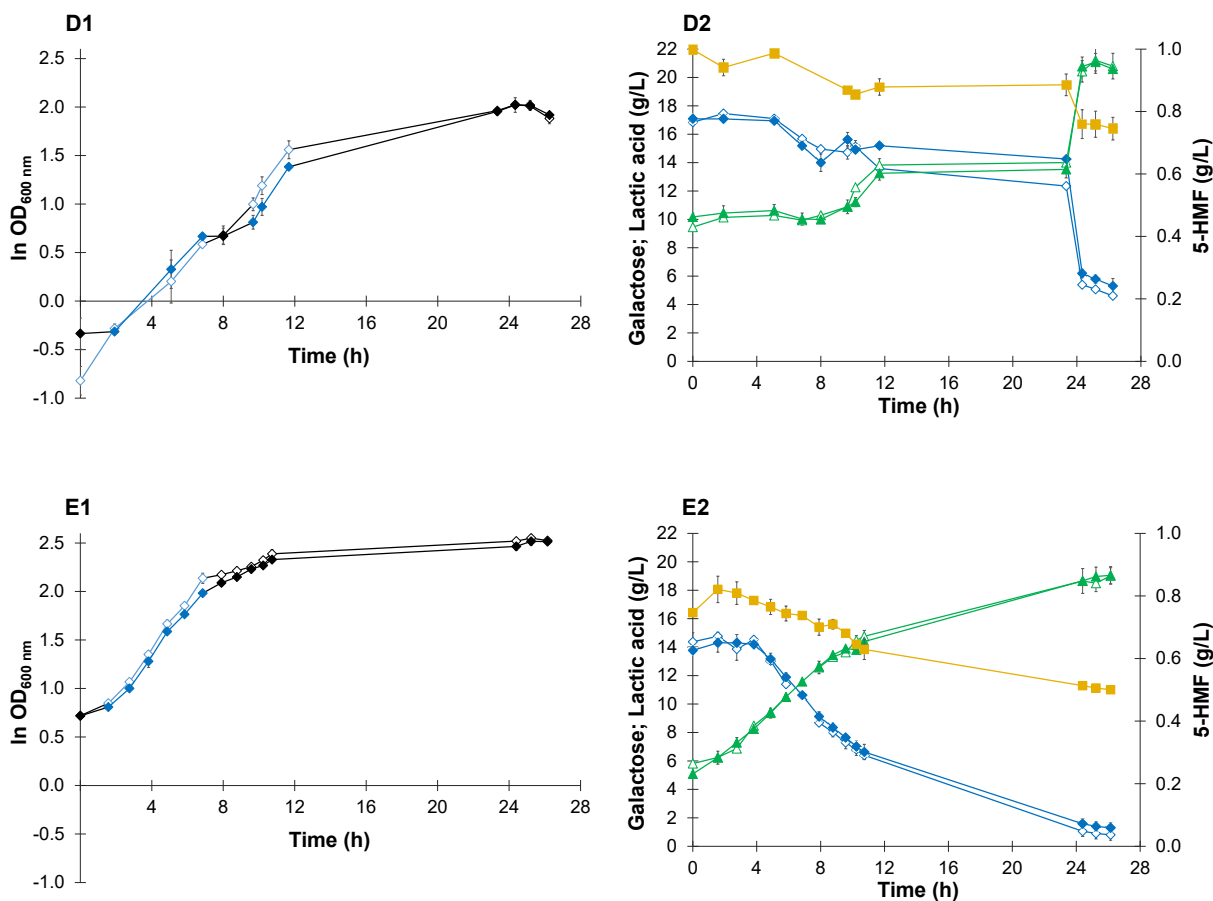 D1
ln OD600 nm
2.5
2.0
1.5
1.0
0.5
0.0
-0.5
-1.0
4 8 12 16 20 24 28
Time (h)
D2
Galactose; Lactic acid (g/L)
22
20
18
16
14
12
10
8
6
4
2
0
1.0
0.8
0.6
0.4
0.2
0.0
5-HMF (g/L)
0 4 8 12 16 20 24 28
Time (h)
E1
ln OD600 nm
2.5
2.0
1.5
1.0
0.5
0.0
-0.5
-1.0
4 8 12 16 20 24 28
Time (h)
E2
Galactose; Lactic acid (g/L)
22
20
18
16
14
12
10
8
6
4
2
0
1.0
0.8
0.6
0.4
0.2
0.0
5-HMF (g/L)
0 4 8 12 16 20 24 28
Time (h)